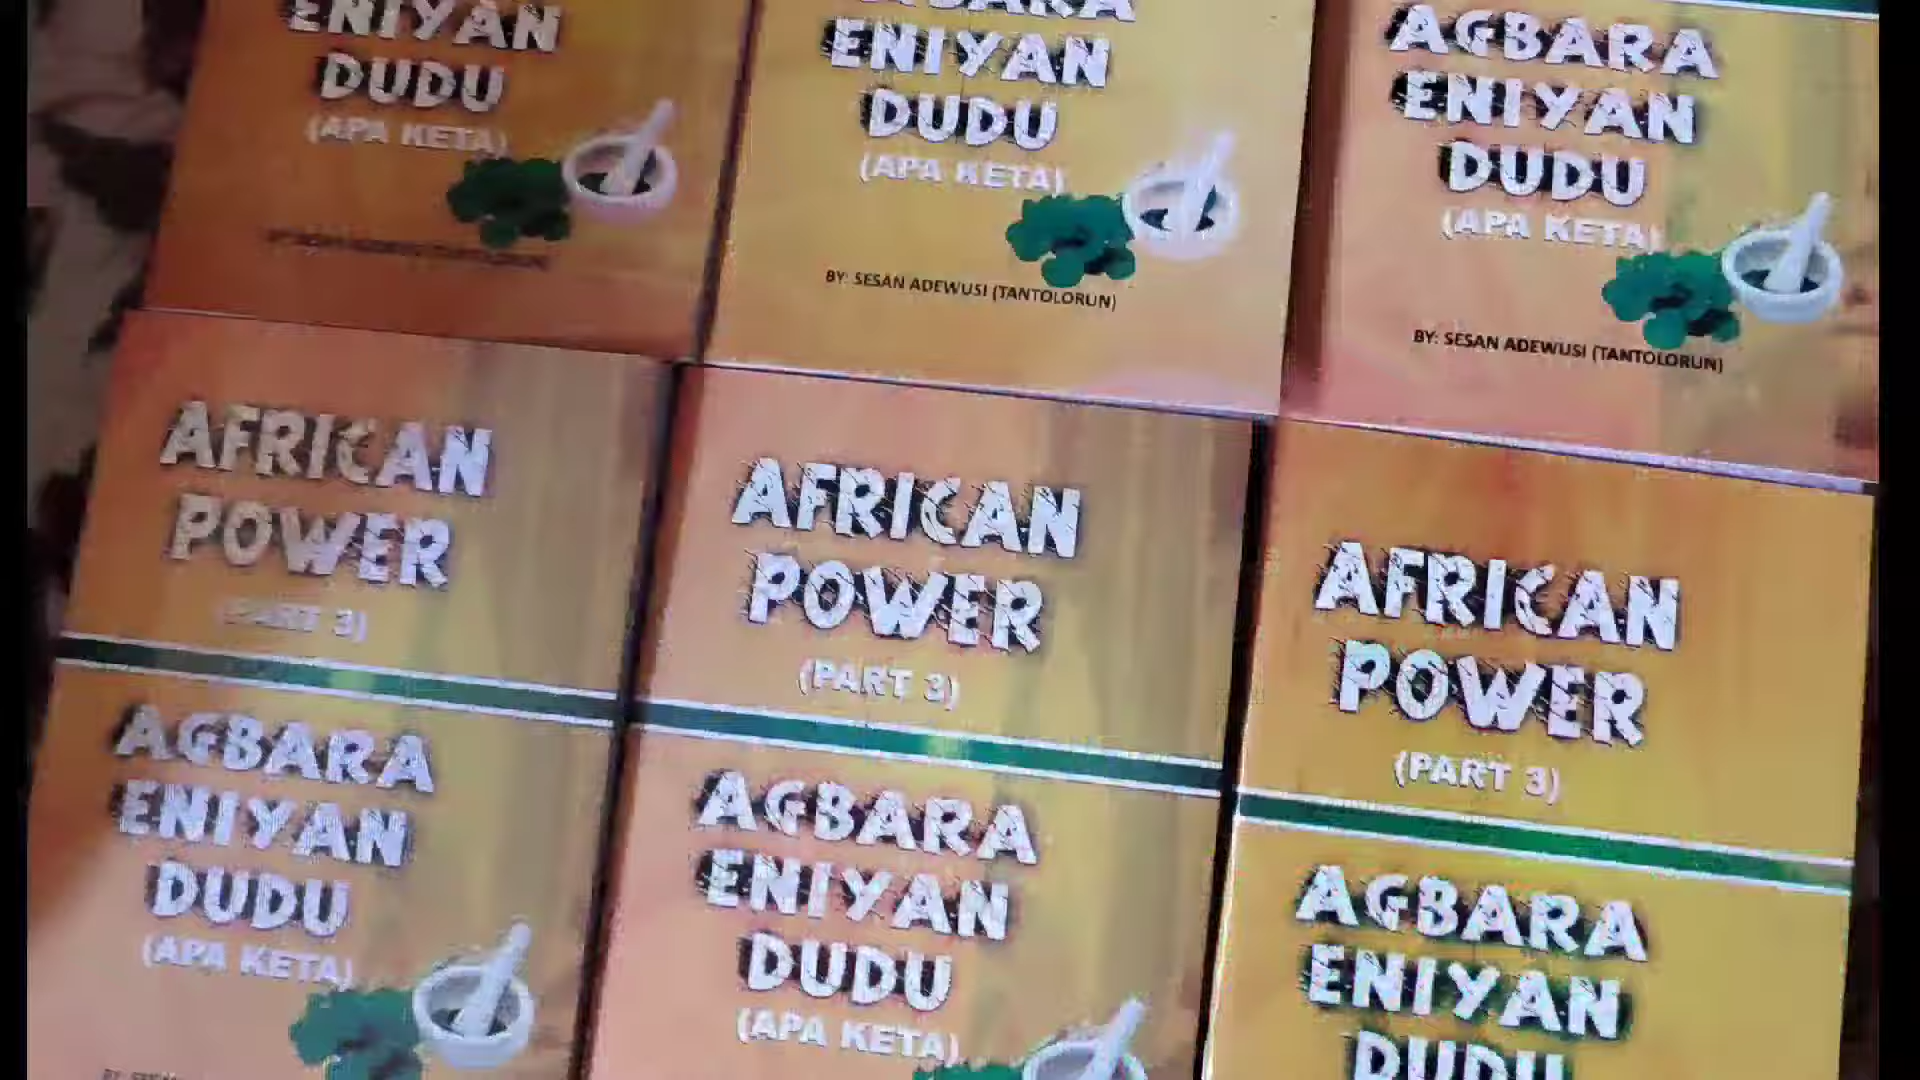 ENIYAN
DUDU
(APA KETA)
ENIYAN
DUDU
(APA KETA)
BY: SESAN ADEWUSI (TANTOLORUN)
AGBARA
ENIYAN
DUDU
(APA KETA)
BY: SESAN ADEWUSI (TANTOLORUN)
AFRICAN
POWER
(PART 3)
AGBARA
ENIYAN
DUDU
(APA KETA)
AFRICAN
POWER
(PART 3)
AGBARA
ENIYAN
DUDU
(APA KETA)
AFRICAN
POWER
(PART 3)
AGBARA
ENIYAN
DUDU